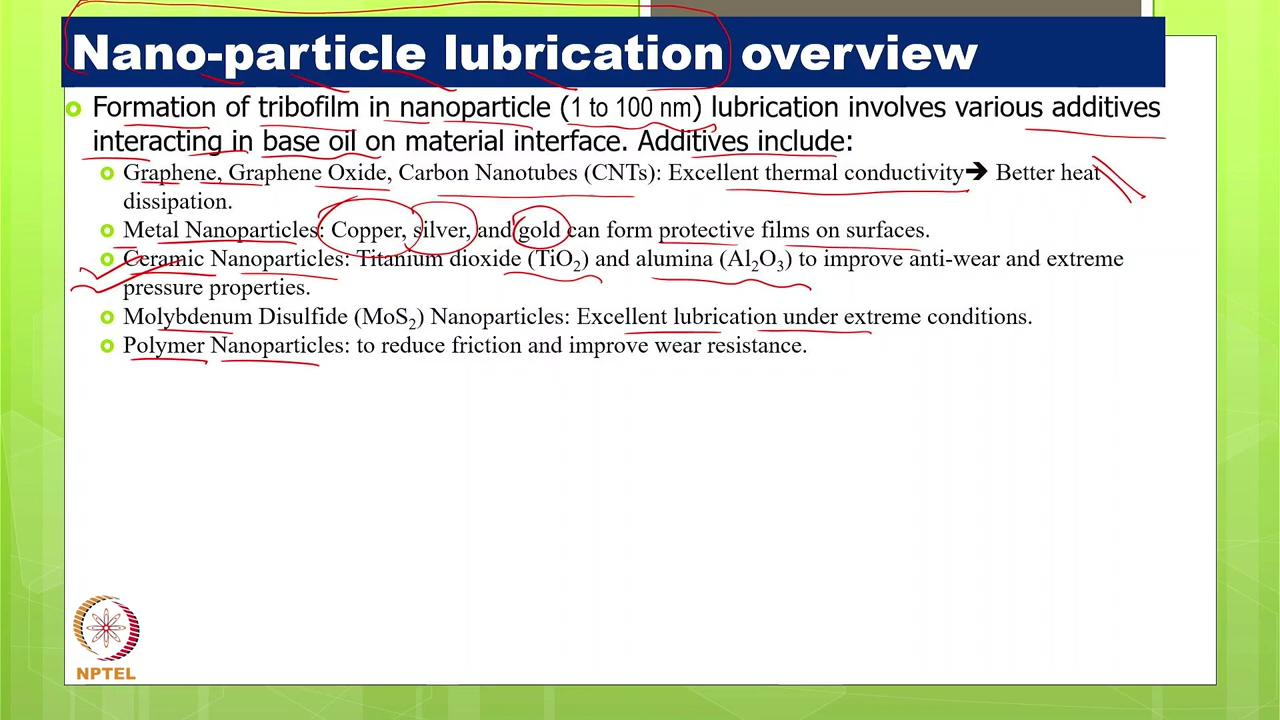 Nano-particle lubrication overview
Formation of tribofilm in nanoparticle (1 to 100 nm) lubrication involves various additives
interacting in base oil on material interface. Additives include:
Graphene, Graphene Oxide, Carbon Nanotubes (CNTs): Excellent thermal conductivity🡺 Better heat
dissipation.
Metal Nanoparticles: Copper, silver, and gold can form protective films on surfaces.
Ceramic Nanoparticles: Titanium dioxide (TiO₂) and alumina (Al₂O₃) to improve anti-wear and extreme
pressure properties.
Molybdenum Disulfide (MoS₂) Nanoparticles: Excellent lubrication under extreme conditions.
Polymer Nanoparticles: to reduce friction and improve wear resistance.
NPTEL